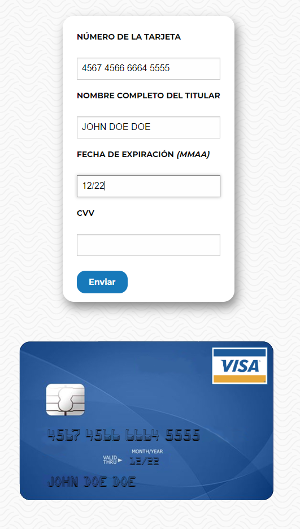 NÚMERO DE LA TARJETA
4567 4566 6664 5555
NOMBRE COMPLETO DEL TITULAR
JOHN DOE DOE
FECHA DE EXPIRACIÓN (MMAA)
12/22
CVV
Enviar
VISA
4567 4566 6664 5555
MONTH/YEAR
VALID THRU 12/22
JOHN DOE DOE